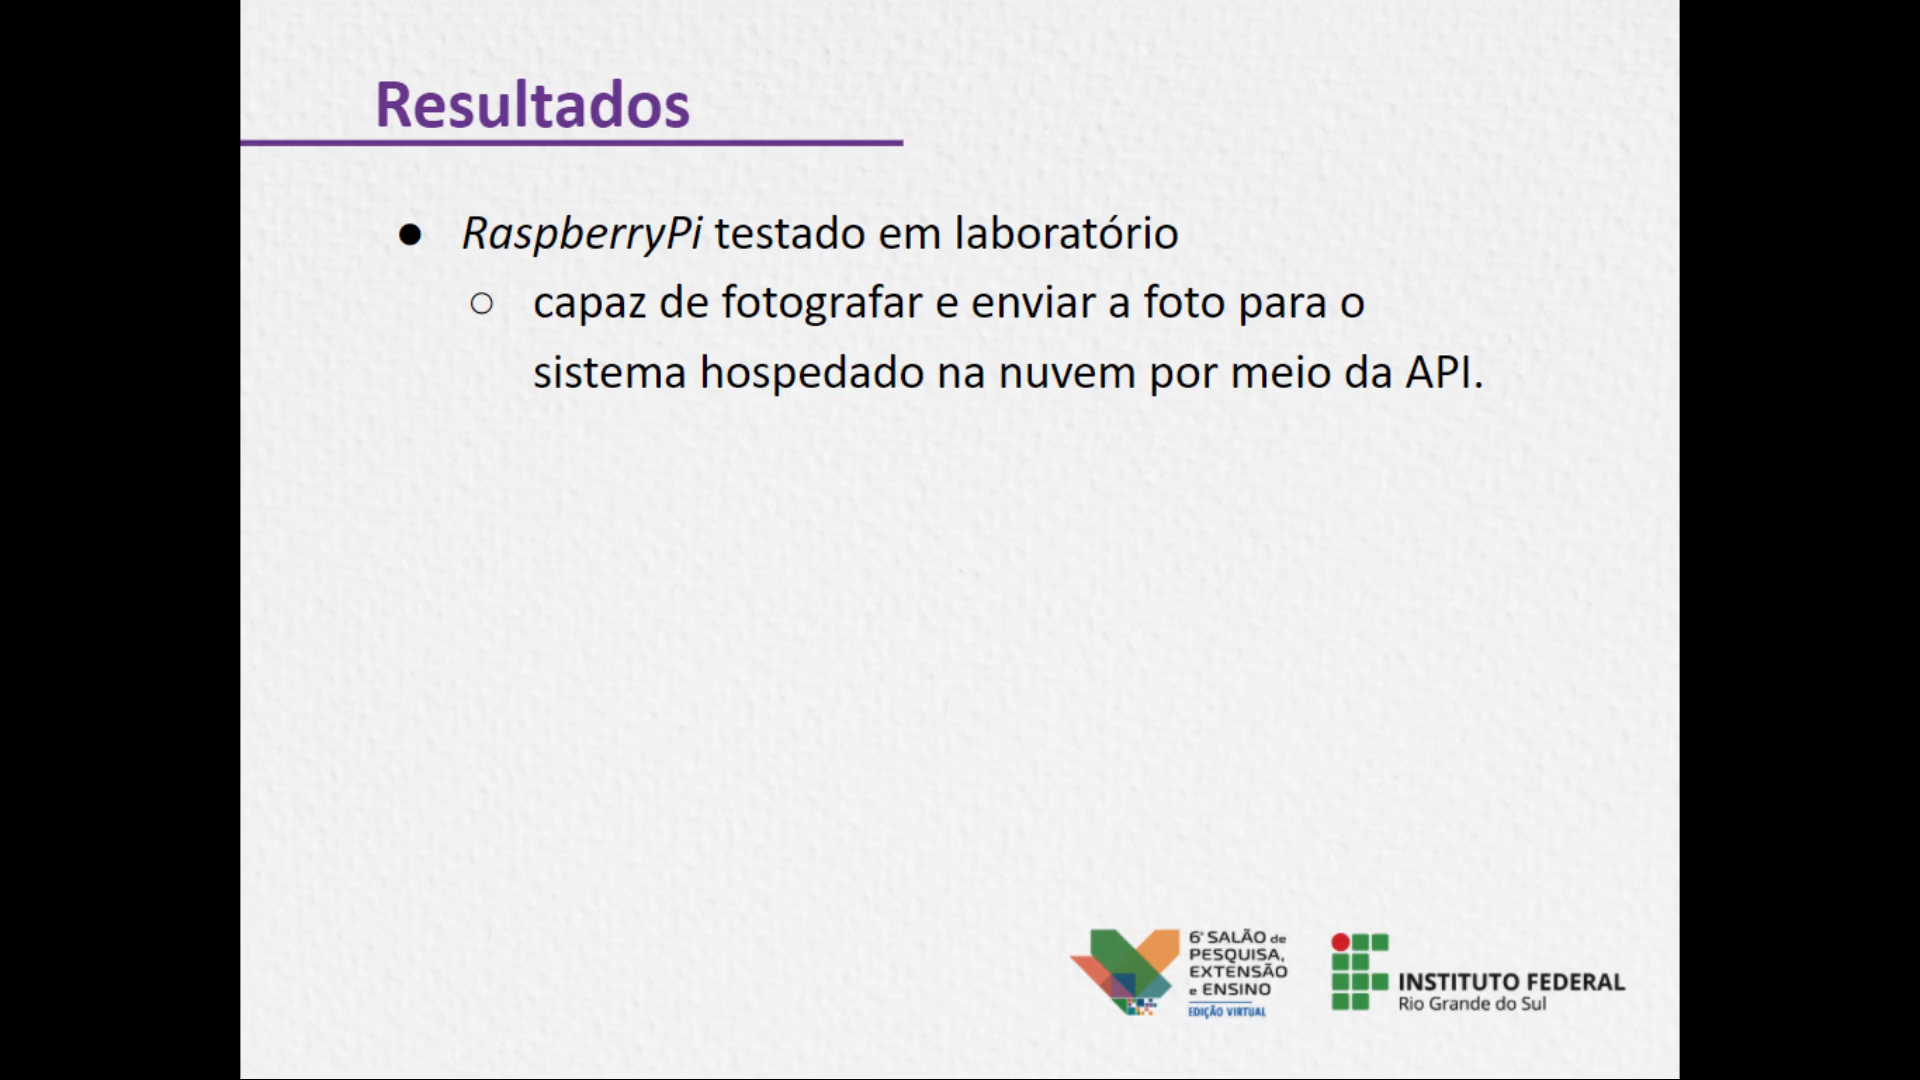 Resultados
● RaspberryPi testado em laboratório
○ capaz de fotografar e enviar a foto para o
sistema hospedado na nuvem por meio da API.
6º SALÃO de
PESQUISA,
EXTENSÃO
e ENSINO
EDIÇÃO VIRTUAL
INSTITUTO FEDERAL
Rio Grande do Sul